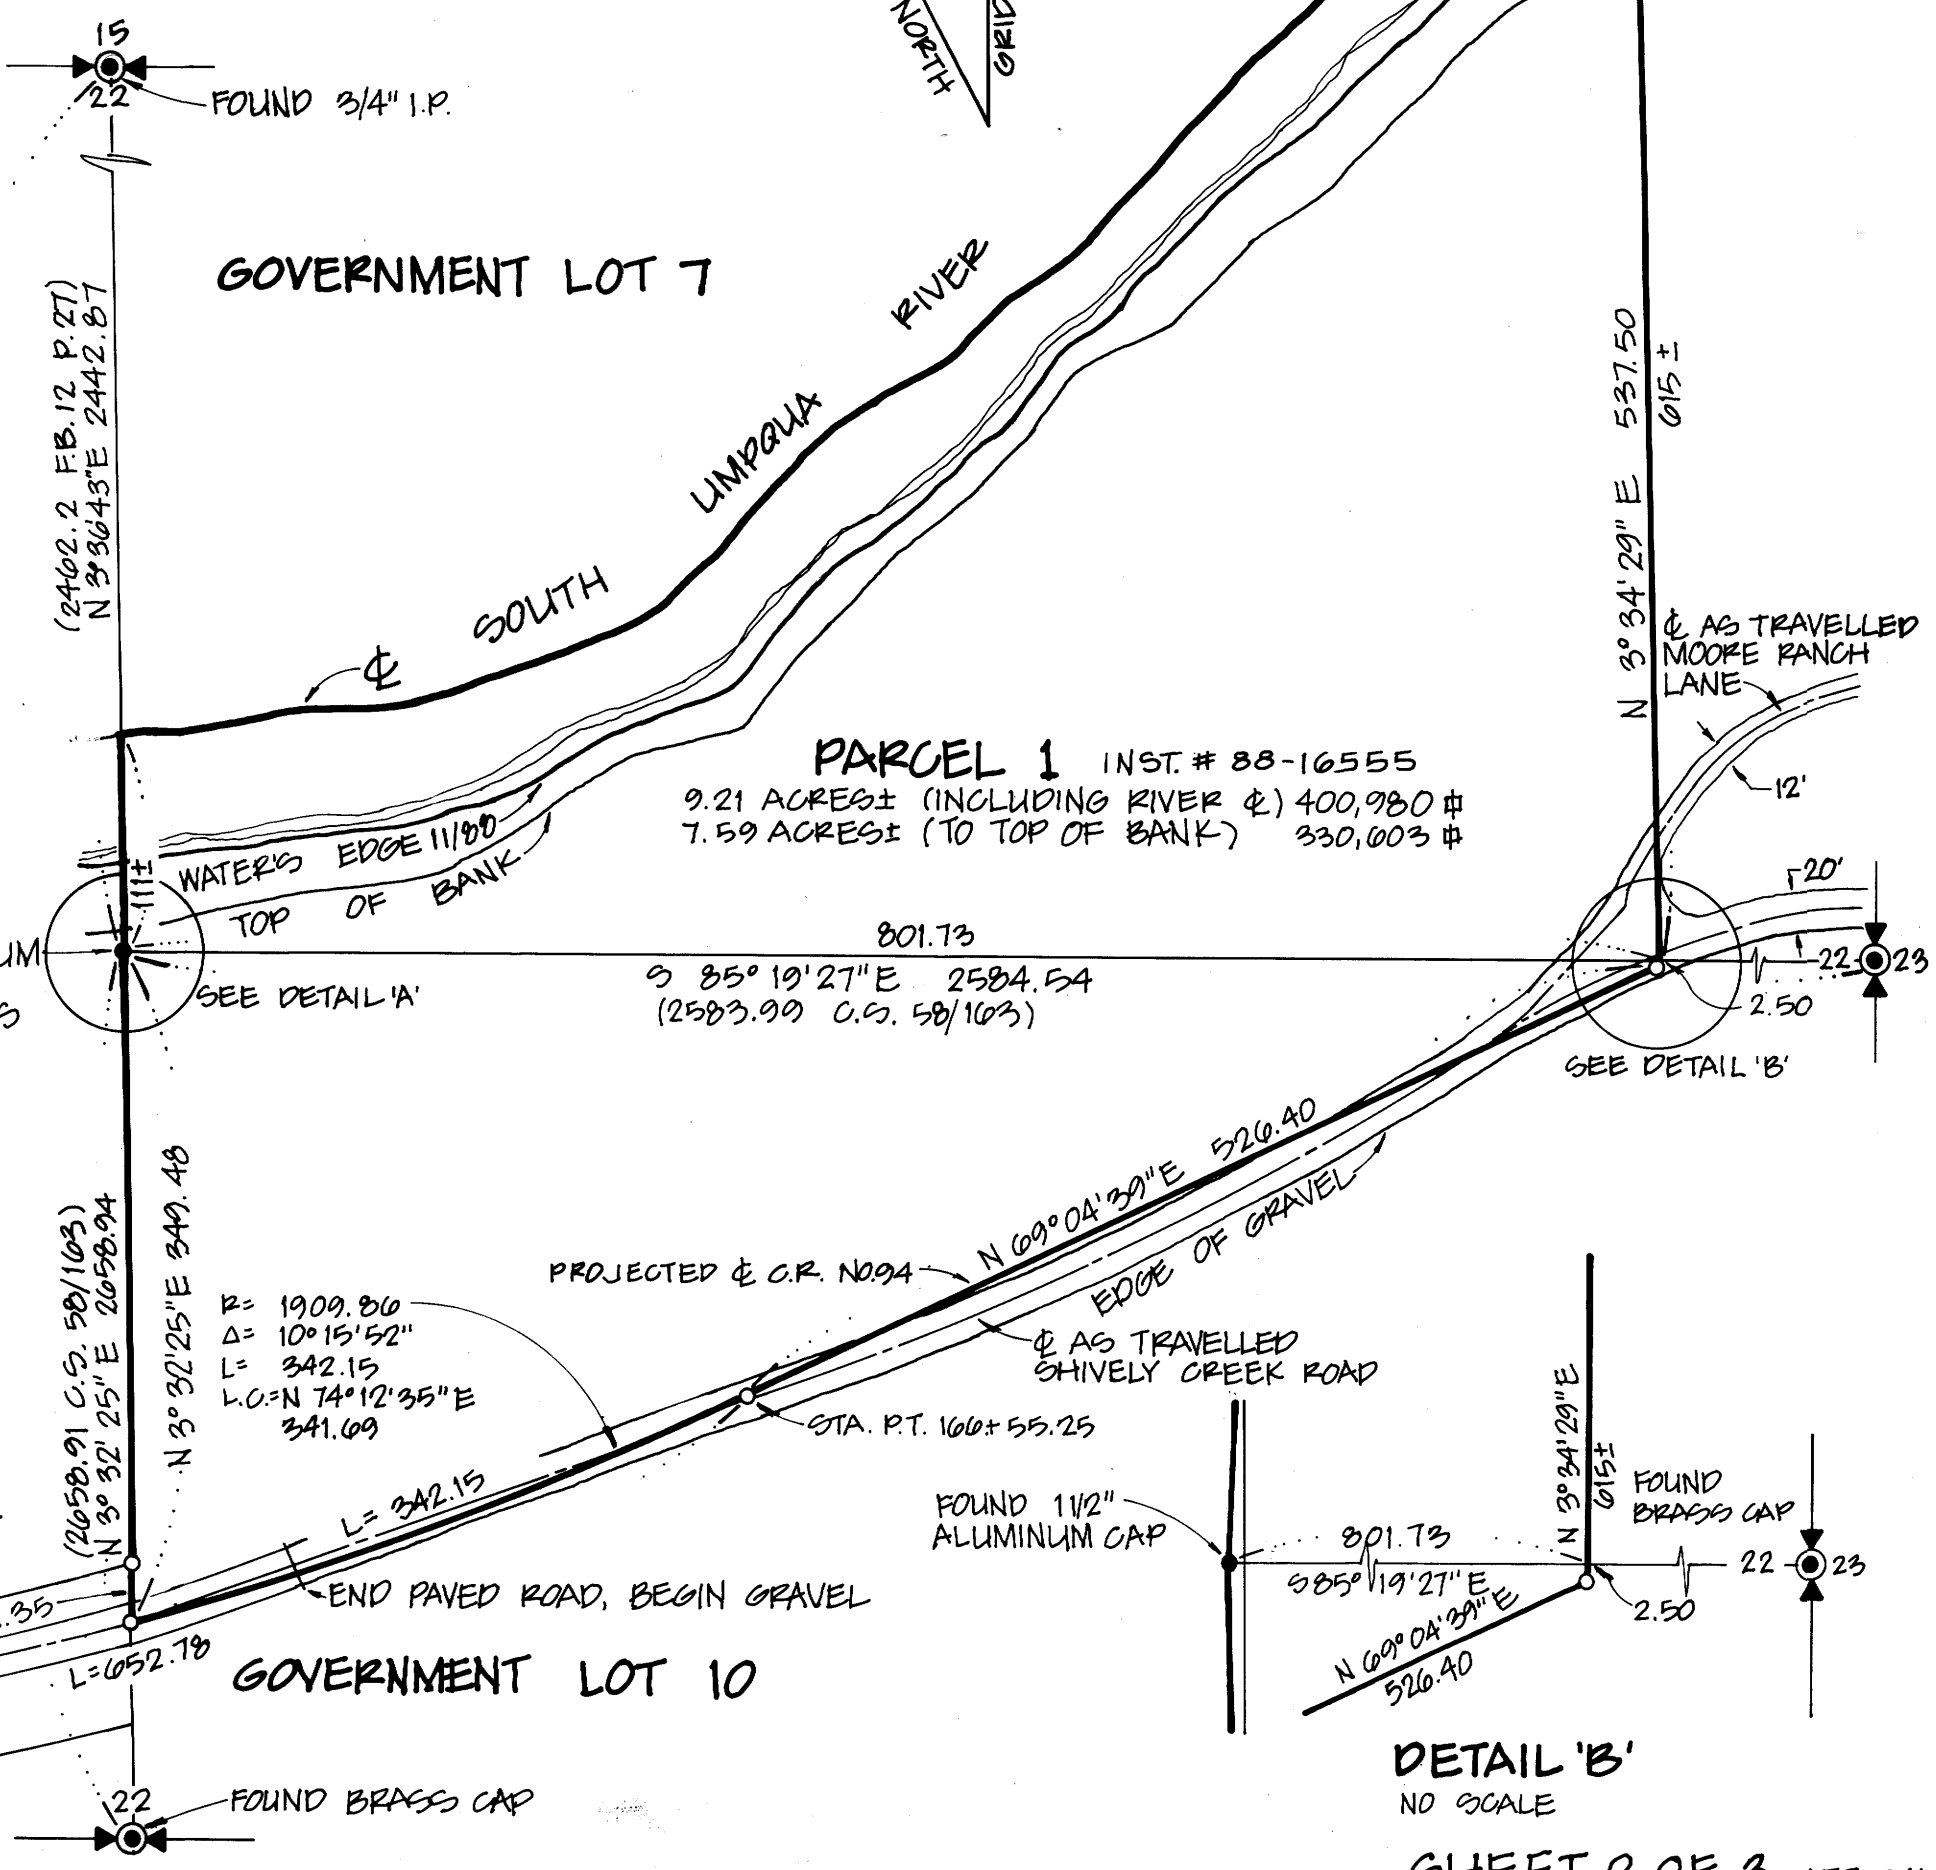 15
22
FOUND 3/4" I.P.
NORTH
GRID
GOVERNMENT LOT 7
(2462.2 F.B. 12 P. 27)
N 3°36'43"E 2442.87
℄ SOUTH UMPQUA RIVER
N 3°34'29" E 537.50
615 ±
℄ AS TRAVELLED
MOORE RANCH
LANE
12'
PARCEL 1 INST. # 88-16555
9.21 ACRES± (INCLUDING RIVER ℄) 400,980 ⌑
7.59 ACRES± (TO TOP OF BANK) 330,603 ⌑
WATER'S EDGE 11/88
TOP OF BANK
111±
20'
UM
S
SEE DETAIL 'A'
801.73
S 85° 19'27" E 2584.54
(2583.99 C.S. 58/163)
22 23
2.50
SEE DETAIL 'B'
(2658.91 C.S. 58/163)
N 3° 32' 25" E 2658.94
N 3° 32'25"E 349.48
N 69°04'39"E 526.40
PROJECTED ℄ C.R. NO.94
EDGE OF GRAVEL
R= 1909.86
Δ= 10°15'52"
L= 342.15
L.C.=N 74°12'35"E
341.69
℄ AS TRAVELLED
SHIVELY CREEK ROAD
STA. P.T. 166+55.25
L= 342.15
35
END PAVED ROAD, BEGIN GRAVEL
L=652.78
GOVERNMENT LOT 10
22
FOUND BRASS CAP
FOUND 1 1/2"
ALUMINUM CAP
801.73
S 85° 19'27" E
N 3°34'29"E
615±
FOUND
BRASS CAP
22 23
2.50
N 69°04'39" E
526.40
DETAIL 'B'
NO SCALE
SHEET 2 OF 3